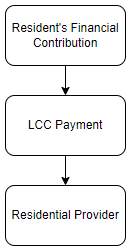 Resident's Financial
Contribution
LCC Payment
Residential Provider